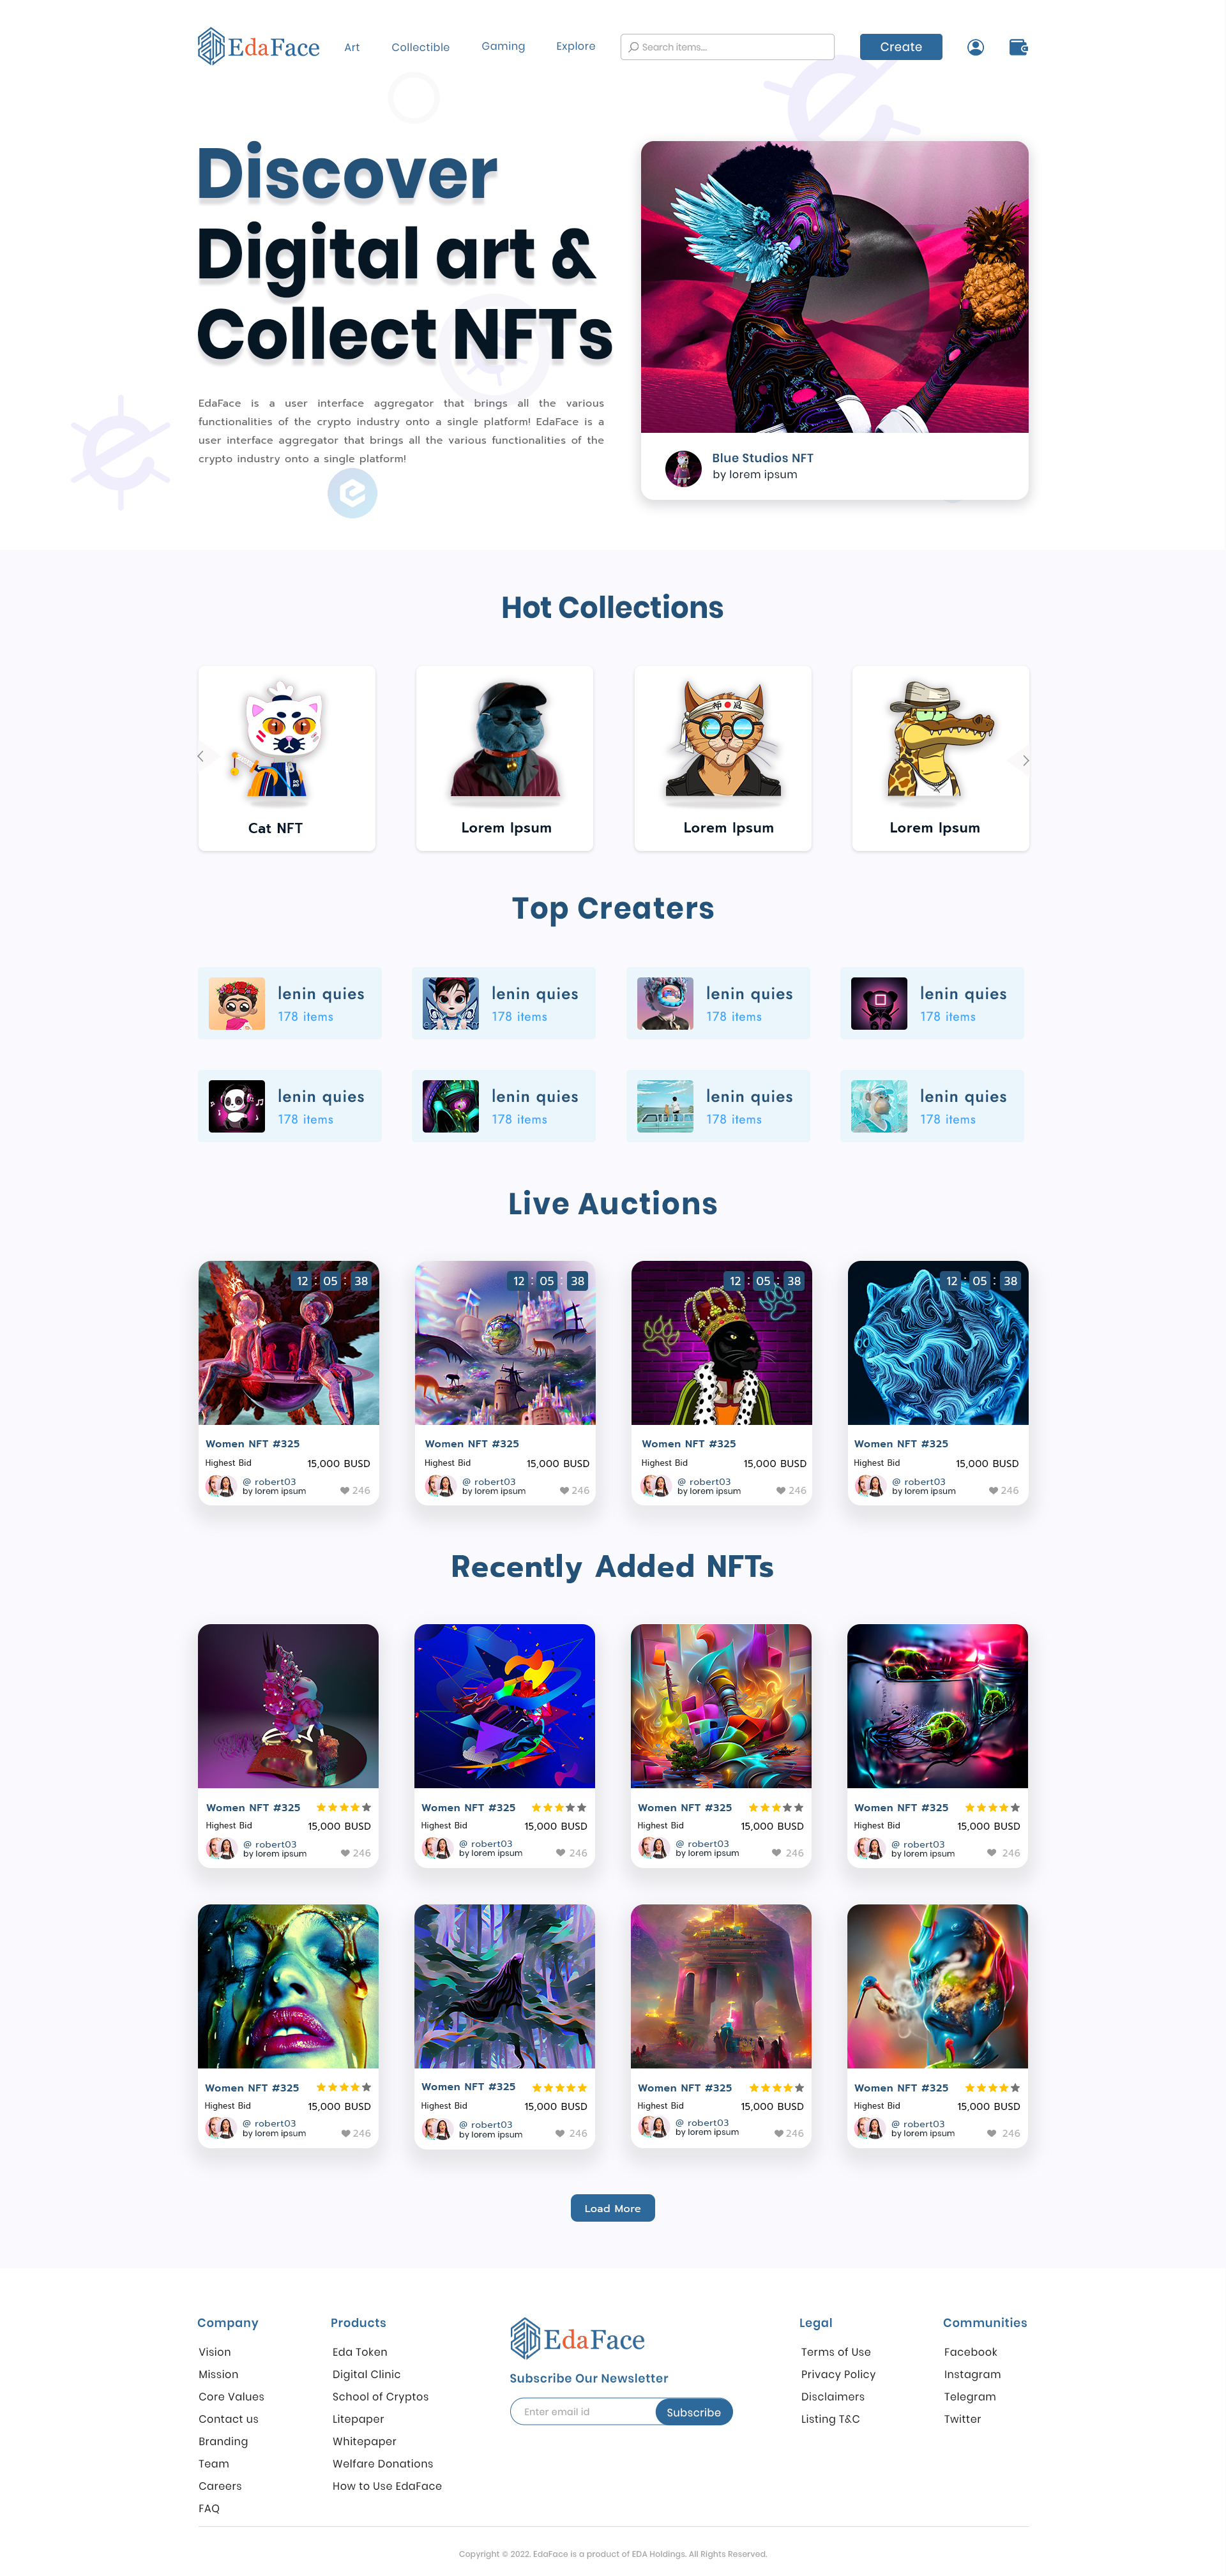 EdaFace
Art
Collectible
Gaming
Explore
Search items...
Create
Discover
Digital art &
Collect NFTs
EdaFace is a user interface aggregator that brings all the various
functionalities of the crypto industry onto a single platform! EdaFace is a
user interface aggregator that brings all the various functionalities of the
crypto industry onto a single platform!
Blue Studios NFT
by lorem ipsum
Hot Collections
Cat NFT
Lorem Ipsum
Lorem Ipsum
Lorem Ipsum
Top Creaters
lenin quies
178 items
lenin quies
178 items
lenin quies
178 items
lenin quies
178 items
lenin quies
178 items
lenin quies
178 items
lenin quies
178 items
lenin quies
178 items
Live Auctions
12 : 05 : 38
Women NFT #325
Highest Bid 15,000 BUSD
@ robert03
by lorem ipsum
246
12 : 05 : 38
Women NFT #325
Highest Bid 15,000 BUSD
@ robert03
by lorem ipsum
246
12 : 05 : 38
Women NFT #325
Highest Bid 15,000 BUSD
@ robert03
by lorem ipsum
246
12 : 05 : 38
Women NFT #325
Highest Bid 15,000 BUSD
@ robert03
by lorem ipsum
246
Recently Added NFTs
Women NFT #325
Highest Bid 15,000 BUSD
@ robert03
by lorem ipsum
246
Women NFT #325
Highest Bid 15,000 BUSD
@ robert03
by lorem ipsum
246
Women NFT #325
Highest Bid 15,000 BUSD
@ robert03
by lorem ipsum
246
Women NFT #325
Highest Bid 15,000 BUSD
@ robert03
by lorem ipsum
246
Women NFT #325
Highest Bid 15,000 BUSD
@ robert03
by lorem ipsum
246
Women NFT #325
Highest Bid 15,000 BUSD
@ robert03
by lorem ipsum
246
Women NFT #325
Highest Bid 15,000 BUSD
@ robert03
by lorem ipsum
246
Women NFT #325
Highest Bid 15,000 BUSD
@ robert03
by lorem ipsum
246
Load More
Company
Vision
Mission
Core Values
Contact us
Branding
Team
Careers
FAQ
Products
Eda Token
Digital Clinic
School of Cryptos
Litepaper
Whitepaper
Welfare Donations
How to Use EdaFace
EdaFace
Subscribe Our Newsletter
Enter email id
Subscribe
Legal
Terms of Use
Privacy Policy
Disclaimers
Listing T&C
Communities
Facebook
Instagram
Telegram
Twitter
Copyright © 2022. EdaFace is a product of EDA Holdings. All Rights Reserved.